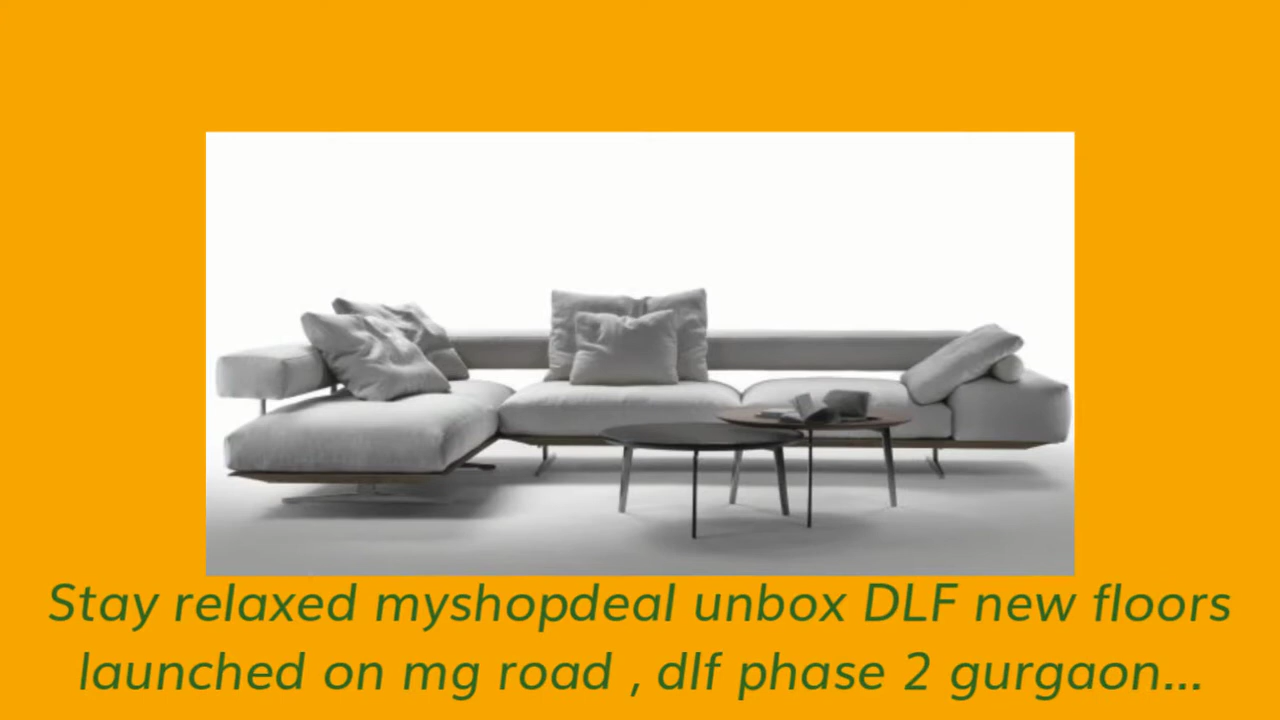 Stay relaxed myshopdeal unbox DLF new floors
launched on mg road , dlf phase 2 gurgaon...